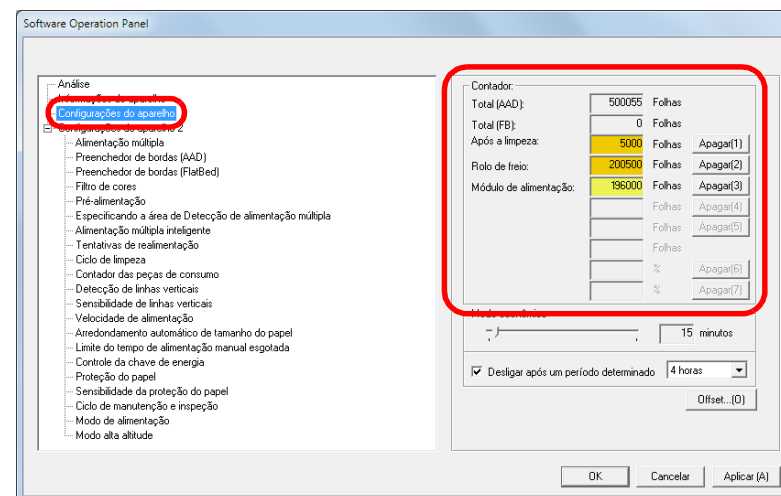 Software Operation Panel
Análise
Informações do aparelho
Configurações do aparelho
Configurações do aparelho 2
Alimentação múltipla
Preenchedor de bordas (AAD)
Preenchedor de bordas (FlatBed)
Filtro de cores
Pré-alimentação
Especificando a área de Detecção de alimentação múltipla
Alimentação múltipla inteligente
Tentativas de realimentação
Ciclo de limpeza
Contador das peças de consumo
Detecção de linhas verticais
Sensibilidade de linhas verticais
Velocidade de alimentação
Arredondamento automático de tamanho do papel
Limite do tempo de alimentação manual esgotada
Controle da chave de energia
Proteção do papel
Sensibilidade da proteção do papel
Ciclo de manutenção e inspeção
Modo de alimentação
Modo alta altitude
Contador:
Total (AAD): 500055 Folhas
Total (FB): 0 Folhas
Após a limpeza: 5000 Folhas Apagar(1)
Rolo de freio: 200500 Folhas Apagar(2)
Módulo de alimentação: 196000 Folhas Apagar(3)
Folhas Apagar(4)
Folhas Apagar(5)
Folhas
% Apagar(6)
% Apagar(7)
Modo econômico
15 minutos
Desligar após um período determinado 4 horas
Offset...(O)
OK Cancelar Aplicar (A)